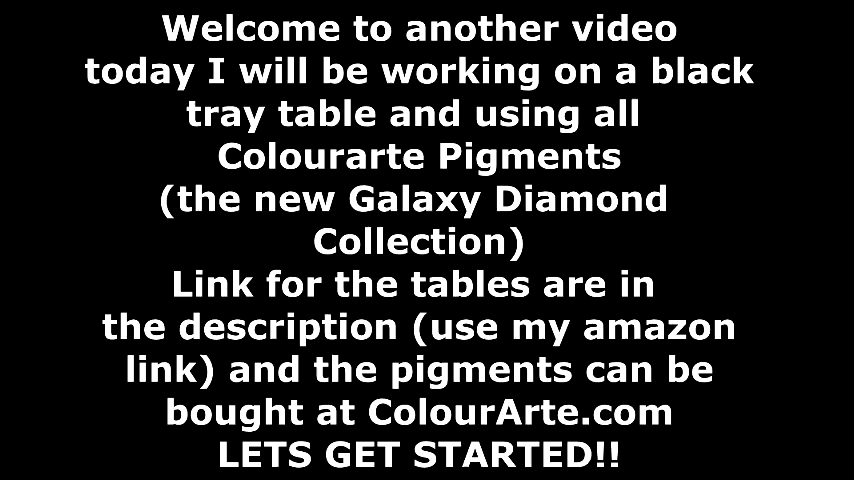 Welcome to another video
today I will be working on a black
tray table and using all
Colourarte Pigments
(the new Galaxy Diamond
Collection)
Link for the tables are in
the description (use my amazon
link) and the pigments can be
bought at ColourArte.com
LETS GET STARTED!!